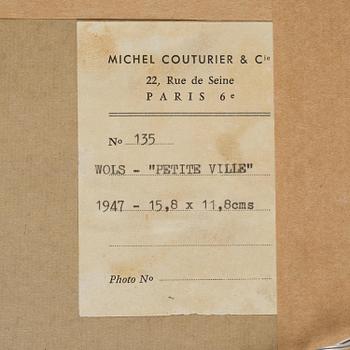 MICHEL COUTURIER & Cie
22, Rue de Seine
PARIS 6e
No 135
WOLS - "PETITE VILLE"
1947 - 15,8 x 11,8cms
Photo No